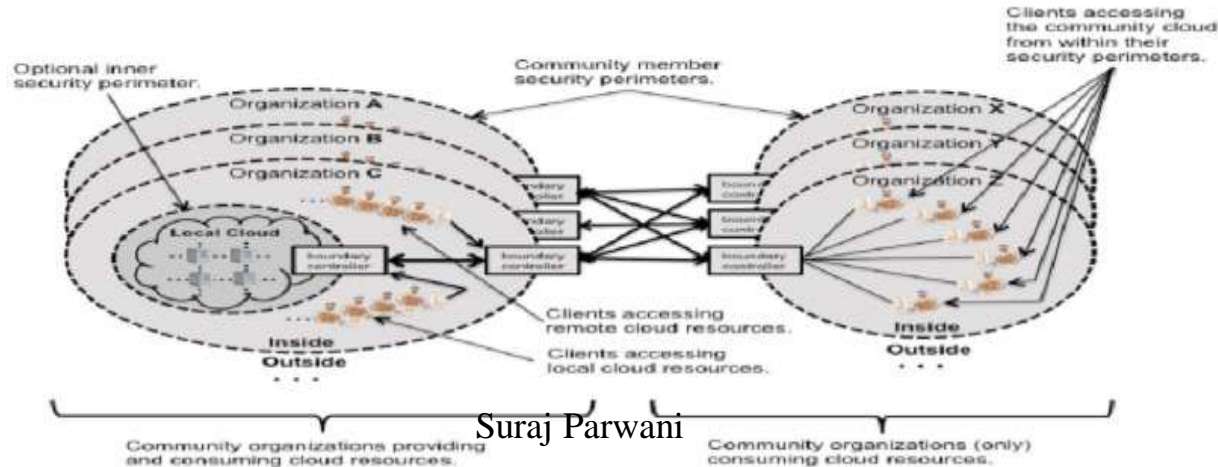 Clients accessing
the community cloud
from within their
security perimeters.
Optional inner
security perimeter.
Community member
security perimeters.
Organization A
Organization B
Organization C
Organization X
Organization Y
Organization Z
Local Cloud
boundary
controller
boundary
controller
boundary
controller
Clients accessing
remote cloud resources.
Clients accessing
local cloud resources.
Inside
Outside
. . .
Inside
Outside
. . .
Suraj Parwani
Community organizations providing
and consuming cloud resources.
Community organizations (only)
consuming cloud resources.